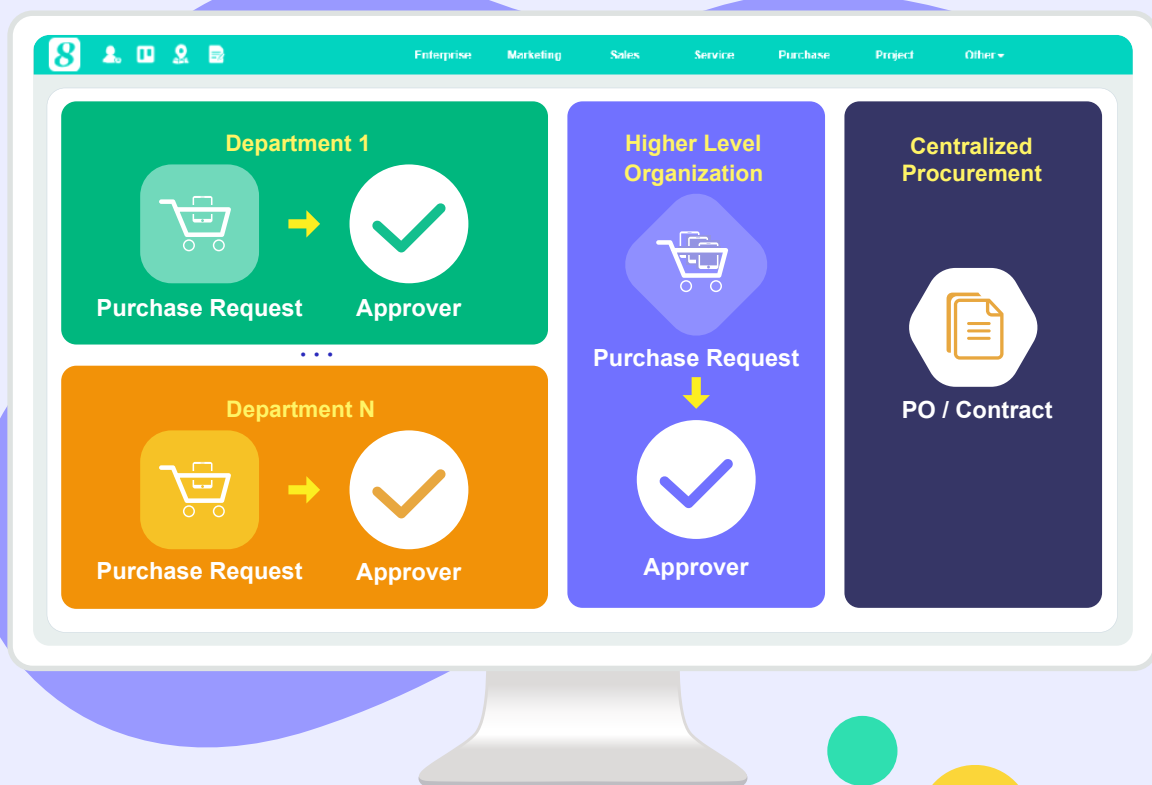 8
Enterprise Marketing Sales Service Purchase Project Other
Department 1
Purchase Request
Approver
...
Department N
Purchase Request
Approver
Higher Level
Organization
Purchase Request
Approver
Centralized
Procurement
PO / Contract